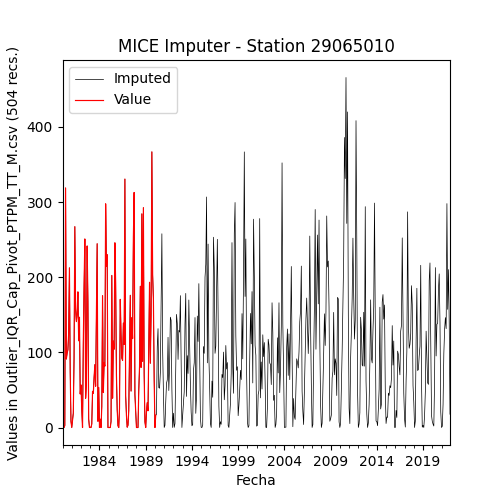 MICE Imputer - Station 29065010
Imputed
Value
Values in Outlier_IQR_Cap_Pivot_PTPM_TT_M.csv (504 recs.)
400
300
200
100
0
1984 1989 1994 1999 2004 2009 2014 2019
Fecha